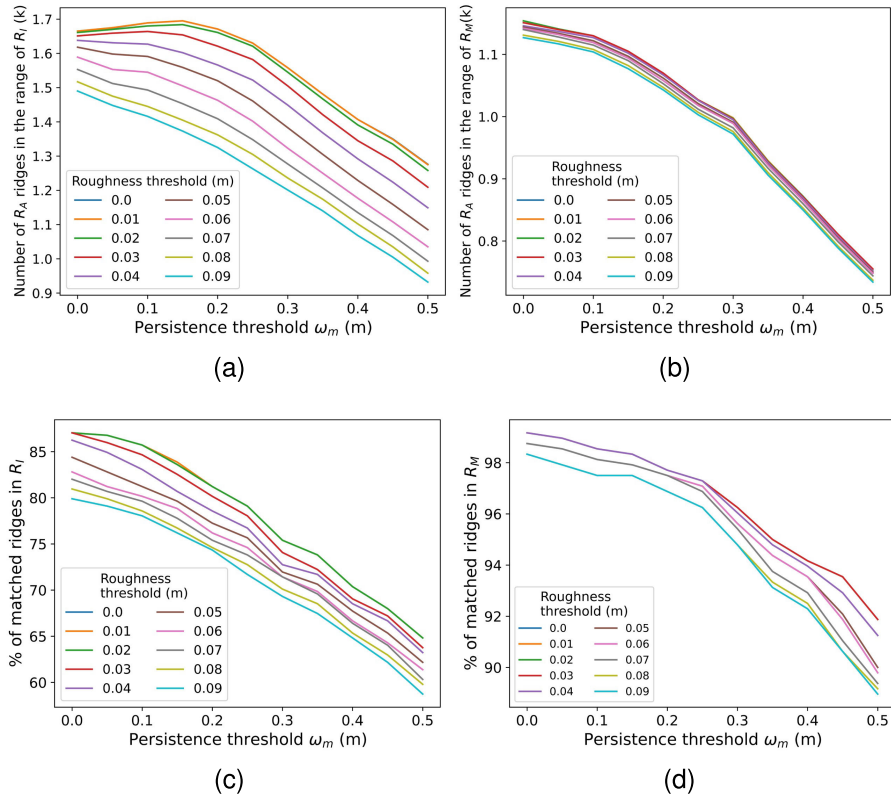 (a)
Number of R_A ridges in the range of R_I (k)
1.7
1.6
1.5
1.4
1.3
1.2
1.1
1.0
0.9
Roughness threshold (m)
0.0 0.05
0.01 0.06
0.02 0.07
0.03 0.08
0.04 0.09
0.0 0.1 0.2 0.3 0.4 0.5
Persistence threshold ω_m (m)
Number of R_A ridges in the range of R_M(k)
1.1
1.0
0.9
0.8
Roughness
threshold (m)
0.0 0.05
0.01 0.06
0.02 0.07
0.03 0.08
0.04 0.09
0.0 0.1 0.2 0.3 0.4 0.5
Persistence threshold ω_m (m)
(b)
% of matched ridges in R_I
85
80
75
70
65
60
Roughness
threshold (m)
0.0 0.05
0.01 0.06
0.02 0.07
0.03 0.08
0.04 0.09
0.0 0.1 0.2 0.3 0.4 0.5
Persistence threshold ω_m (m)
(c)
% of matched ridges in R_M
98
96
94
92
90
Roughness
threshold (m)
0.0 0.05
0.01 0.06
0.02 0.07
0.03 0.08
0.04 0.09
0.0 0.1 0.2 0.3 0.4 0.5
Persistence threshold ω_m (m)
(d)